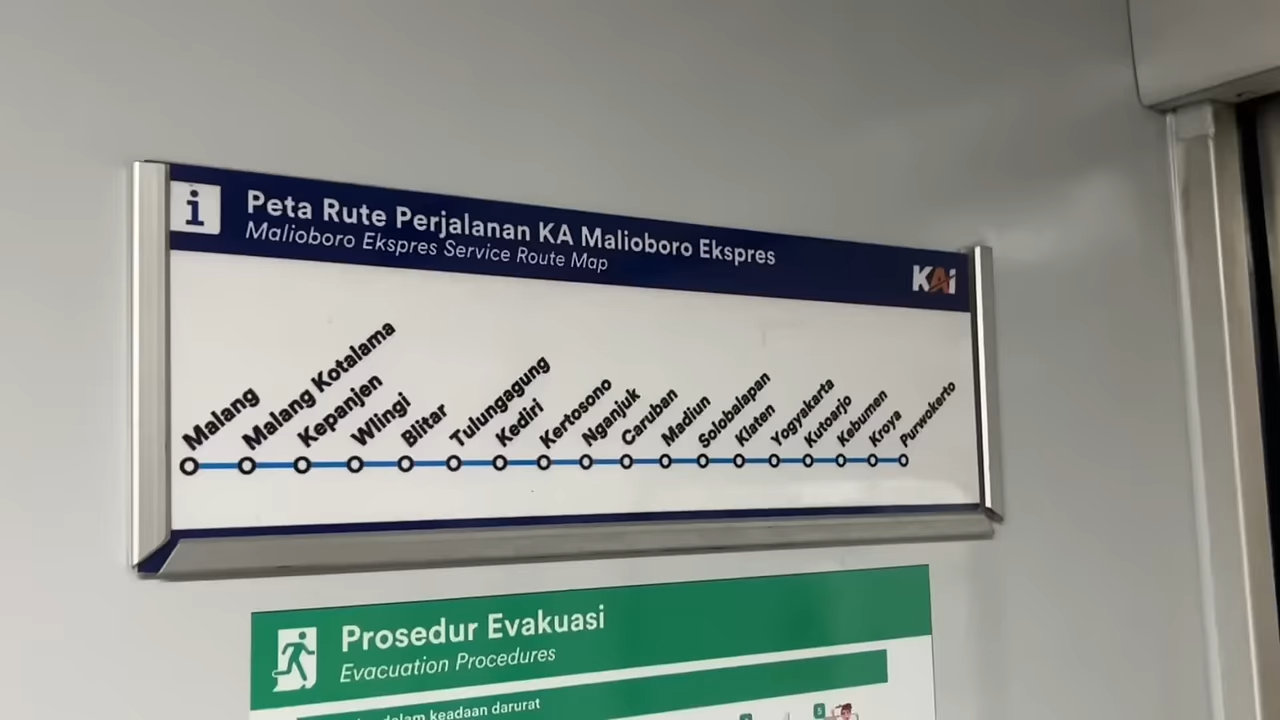 i
Peta Rute Perjalanan KA Malioboro Ekspres
Malioboro Ekspres Service Route Map
KAI
Malang
Malang Kotalama
Kepanjen
Wlingi
Blitar
Tulungagung
Kediri
Kertosono
Nganjuk
Caruban
Madiun
Solobalapan
Klaten
Yogyakarta
Kutoarjo
Kebumen
Kroya
Purwokerto
Prosedur Evakuasi
Evacuation Procedures
dalam keadaan darurat
5